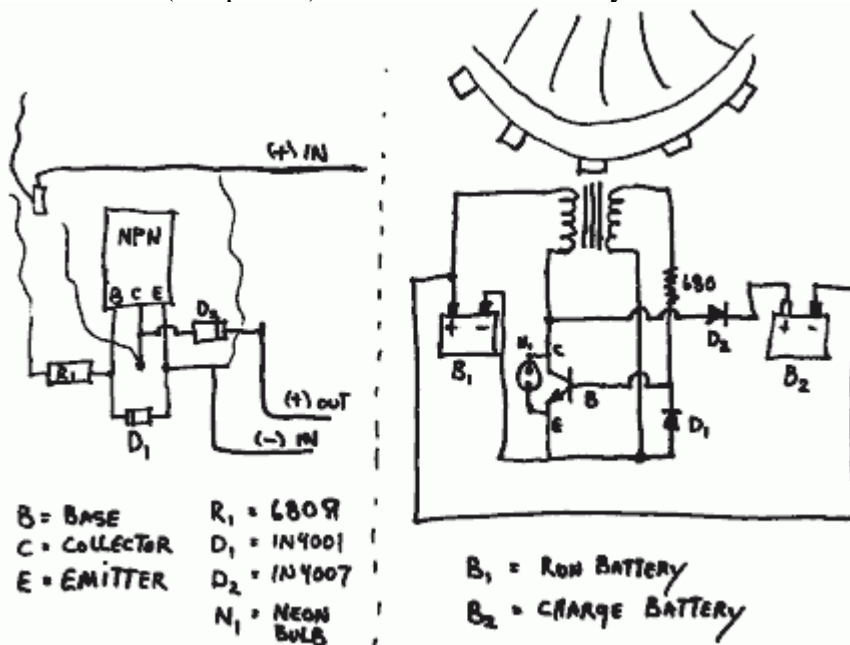 (+) IN
NPN
B C E
D2
R1
D1
(+) OUT
(-) IN
B = BASE
C = COLLECTOR
E = EMITTER
R1 = 680Я
D1 = 1N4001
D2 = 1N4007
N1 = NEON
BULB
680
+ -
B1
N1
C
B
E
D2
D1
+ -
B2
B1 = RUN BATTERY
B2 = CHARGE BATTERY